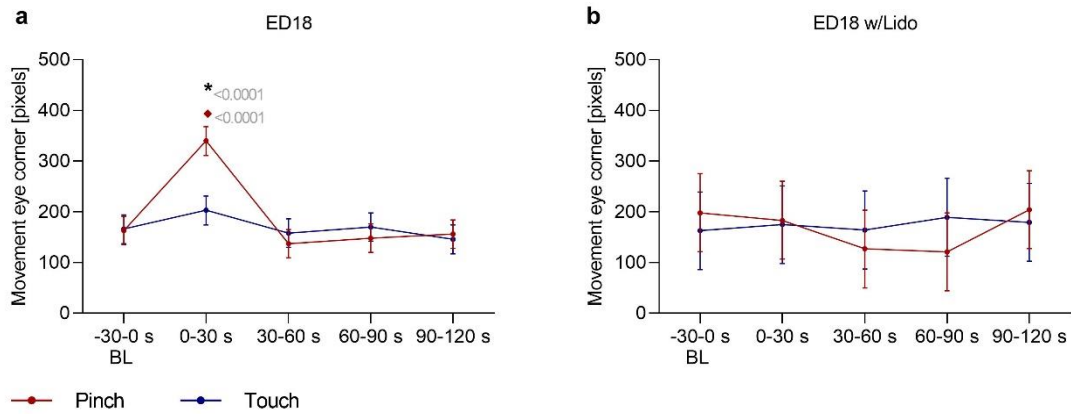 a
ED18
Movement eye corner [pixels]
500
400
300
200
100
0
*<0.0001
<0.0001
-30-0 s
BL
0-30 s
30-60 s
60-90 s
90-120 s
b
ED18 w/Lido
Movement eye corner [pixels]
500
400
300
200
100
0
-30-0 s
BL
0-30 s
30-60 s
60-90 s
90-120 s
Pinch
Touch